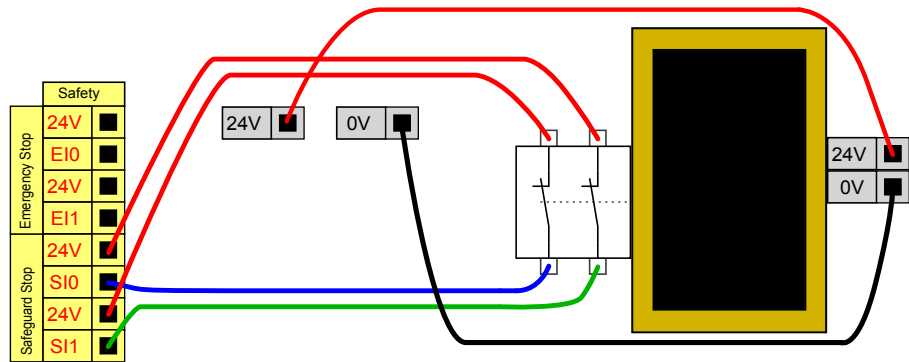 Safety
Emergency Stop
24V
EI0
24V
EI1
Safeguard Stop
24V
SI0
24V
SI1
24V
0V
24V
0V